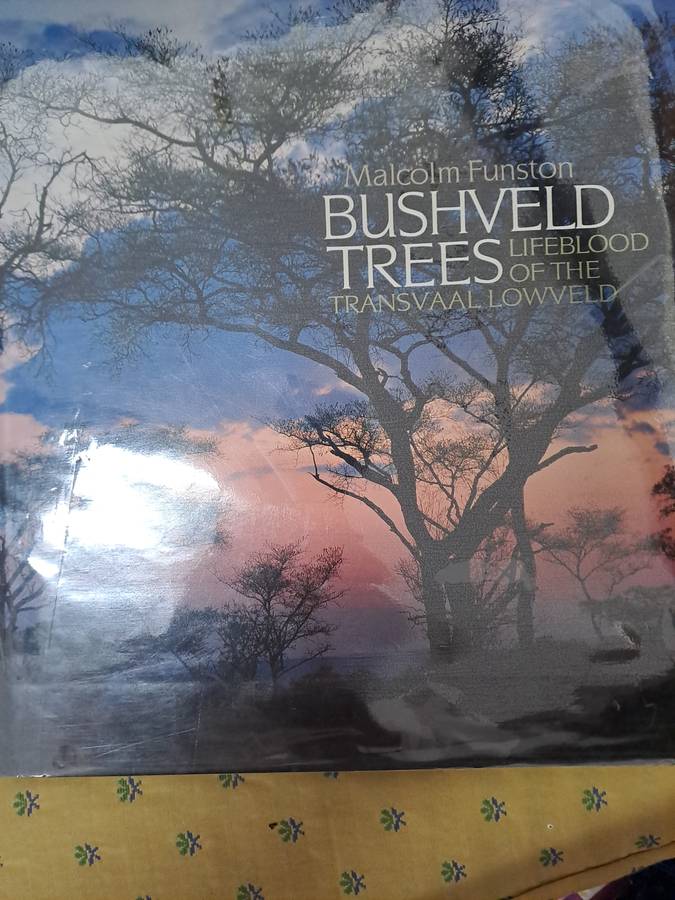 Malcolm Funston
BUSHVELD
TREES LIFEBLOOD
OF THE
TRANSVAAL LOWVELD